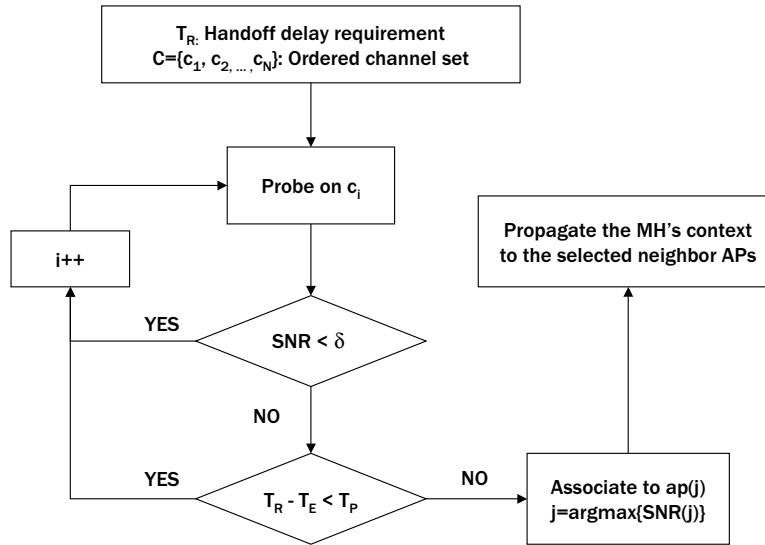 T_R: Handoff delay requirement
C={c_1, c_2, ... ,c_N}: Ordered channel set
Probe on c_i
Propagate the MH's context
to the selected neighbor APs
i++
YES
SNR < δ
NO
YES
T_R - T_E < T_P
NO
Associate to ap(j)
j=argmax{SNR(j)}